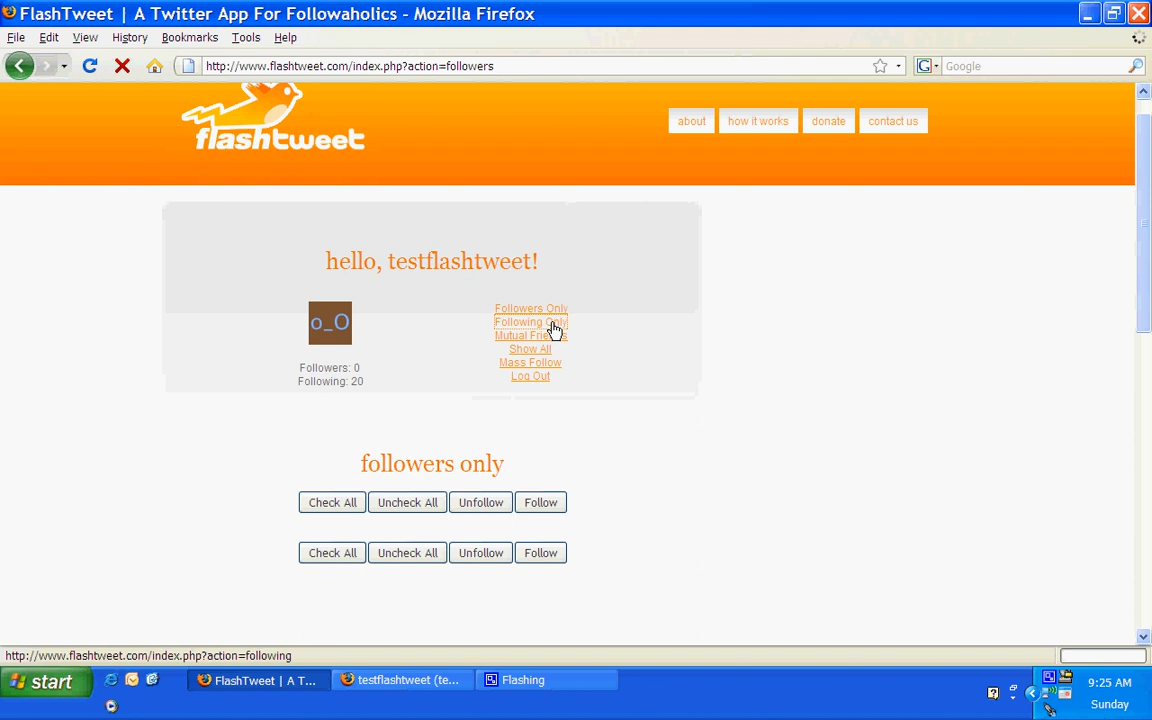 FlashTweet | A Twitter App For Followaholics - Mozilla Firefox
File Edit View History Bookmarks Tools Help
http://www.flashtweet.com/index.php?action=followers
G Google
flashtweet
about how it works donate contact us
hello, testflashtweet!
o_O
Followers Only
Following Only
Mutual Friends
Show All
Mass Follow
Log Out
Followers: 0
Following: 20
followers only
Check All Uncheck All Unfollow Follow
Check All Uncheck All Unfollow Follow
http://www.flashtweet.com/index.php?action=following
start FlashTweet | A T... testflashtweet (te... Flashing
9:25 AM
Sunday